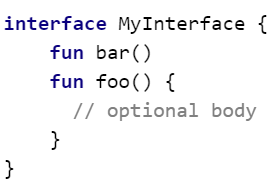 interface MyInterface {
    fun bar()
    fun foo() {
      // optional body
    }
}